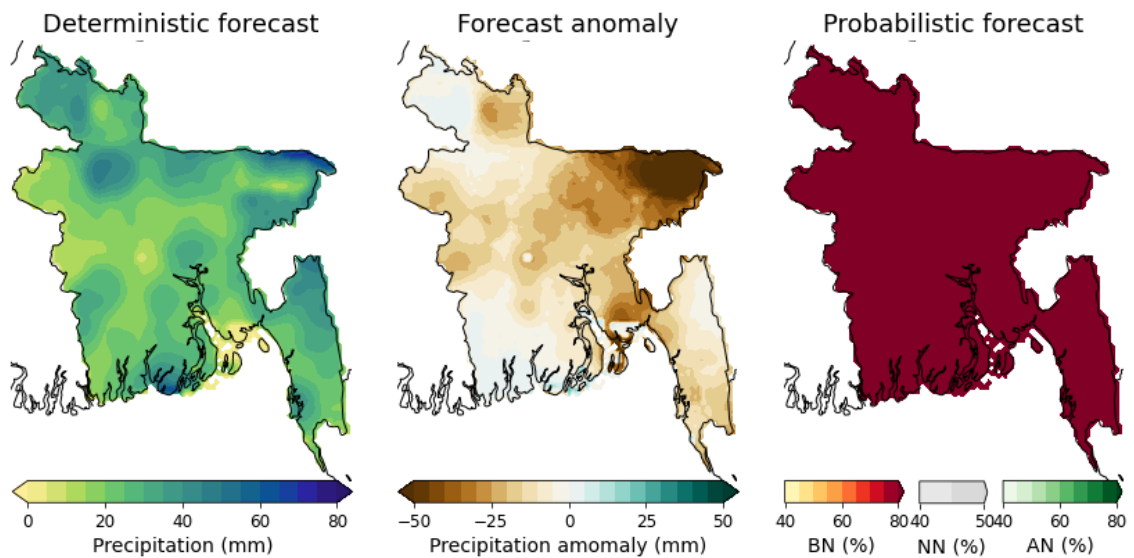 Deterministic forecast Forecast anomaly Probabilistic forecast
0 20 40 60 80 −50 −25 0 25 50 40 60 80 40 50 40 60 80
Precipitation (mm) Precipitation amomaly (mm) BN (%) NN (%) AN (%)